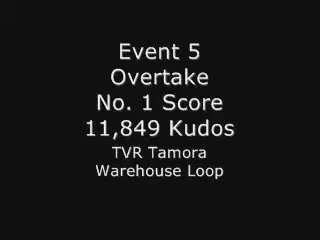 Event 5
Overtake
No. 1 Score
11,849 Kudos
TVR Tamora
Warehouse Loop